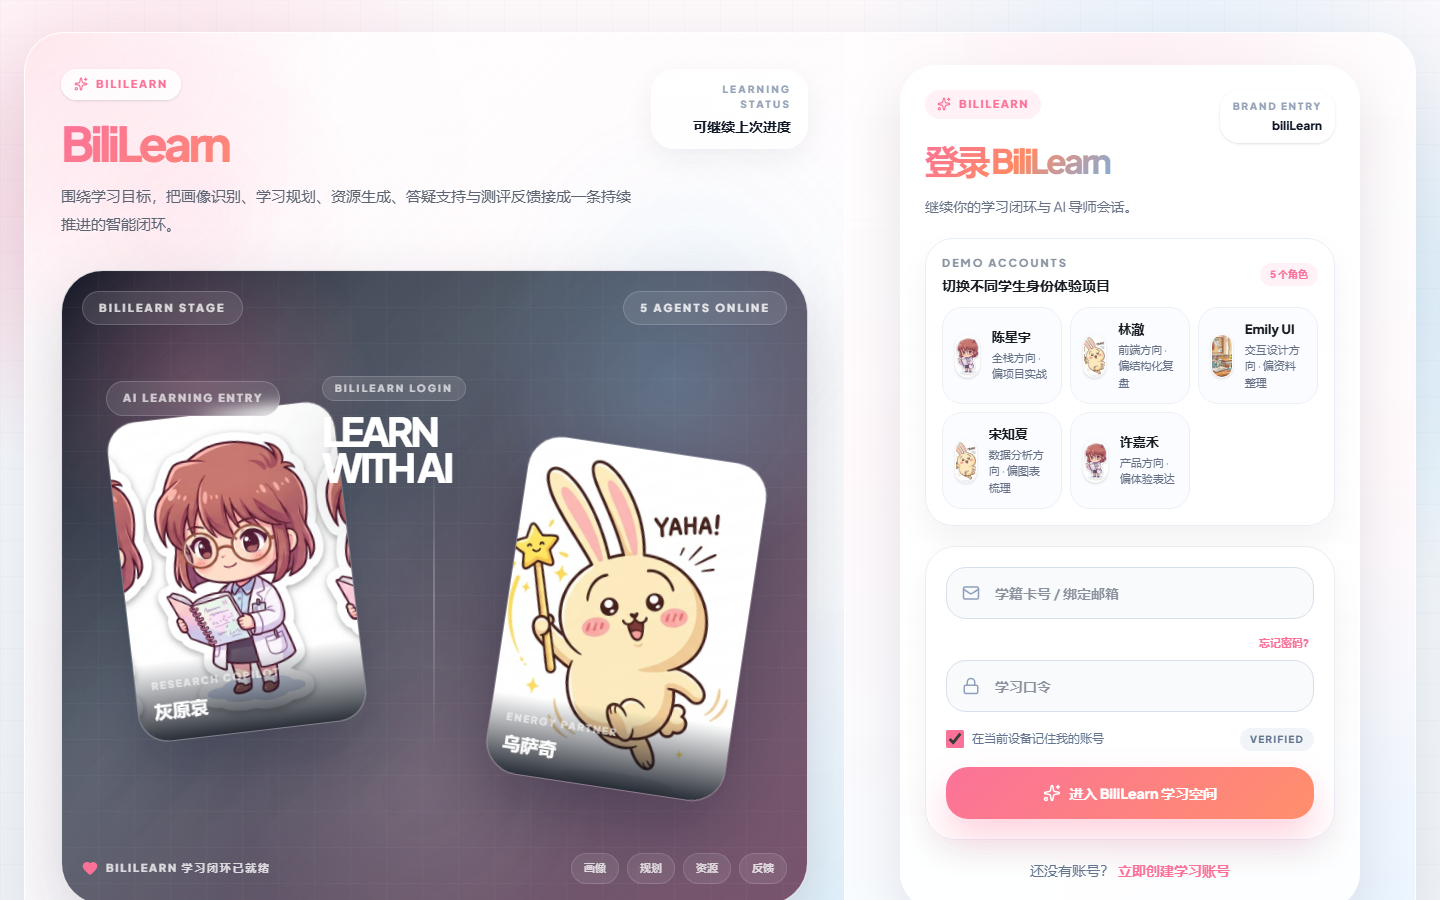 BILILEARN
BiliLearn
围绕学习目标，把画像识别、学习规划、资源生成、答疑支持与测评反馈接成一条持续
推进的智能闭环。
LEARNING
STATUS
可继续上次进度
BILILEARN STAGE
5 AGENTS ONLINE
AI LEARNING ENTRY
BILILEARN LOGIN
LEARN
WITH AI
YAHA!
RESEARCH COPILOT
灰原哀
ENERGY PARTNER
乌萨奇
BILILEARN 学习闭环已就绪
画像
规划
资源
反馈
BILILEARN
BRAND ENTRY
biliLearn
登录BiliLearn
继续你的学习闭环与 AI 导师会话。
DEMO ACCOUNTS
切换不同学生身份体验项目
5 个角色
陈星宇
全栈方向 ·
偏项目实战
林澈
前端方向 ·
偏结构化复
盘
Emily UI
交互设计方
向 · 偏资料
整理
宋知夏
数据分析方
向 · 偏图表
梳理
许嘉禾
产品方向 ·
偏体验表达
学籍卡号 / 绑定邮箱
忘记密码?
学习口令
在当前设备记住我的账号
VERIFIED
进入 BiliLearn 学习空间
还没有账号? 立即创建学习账号